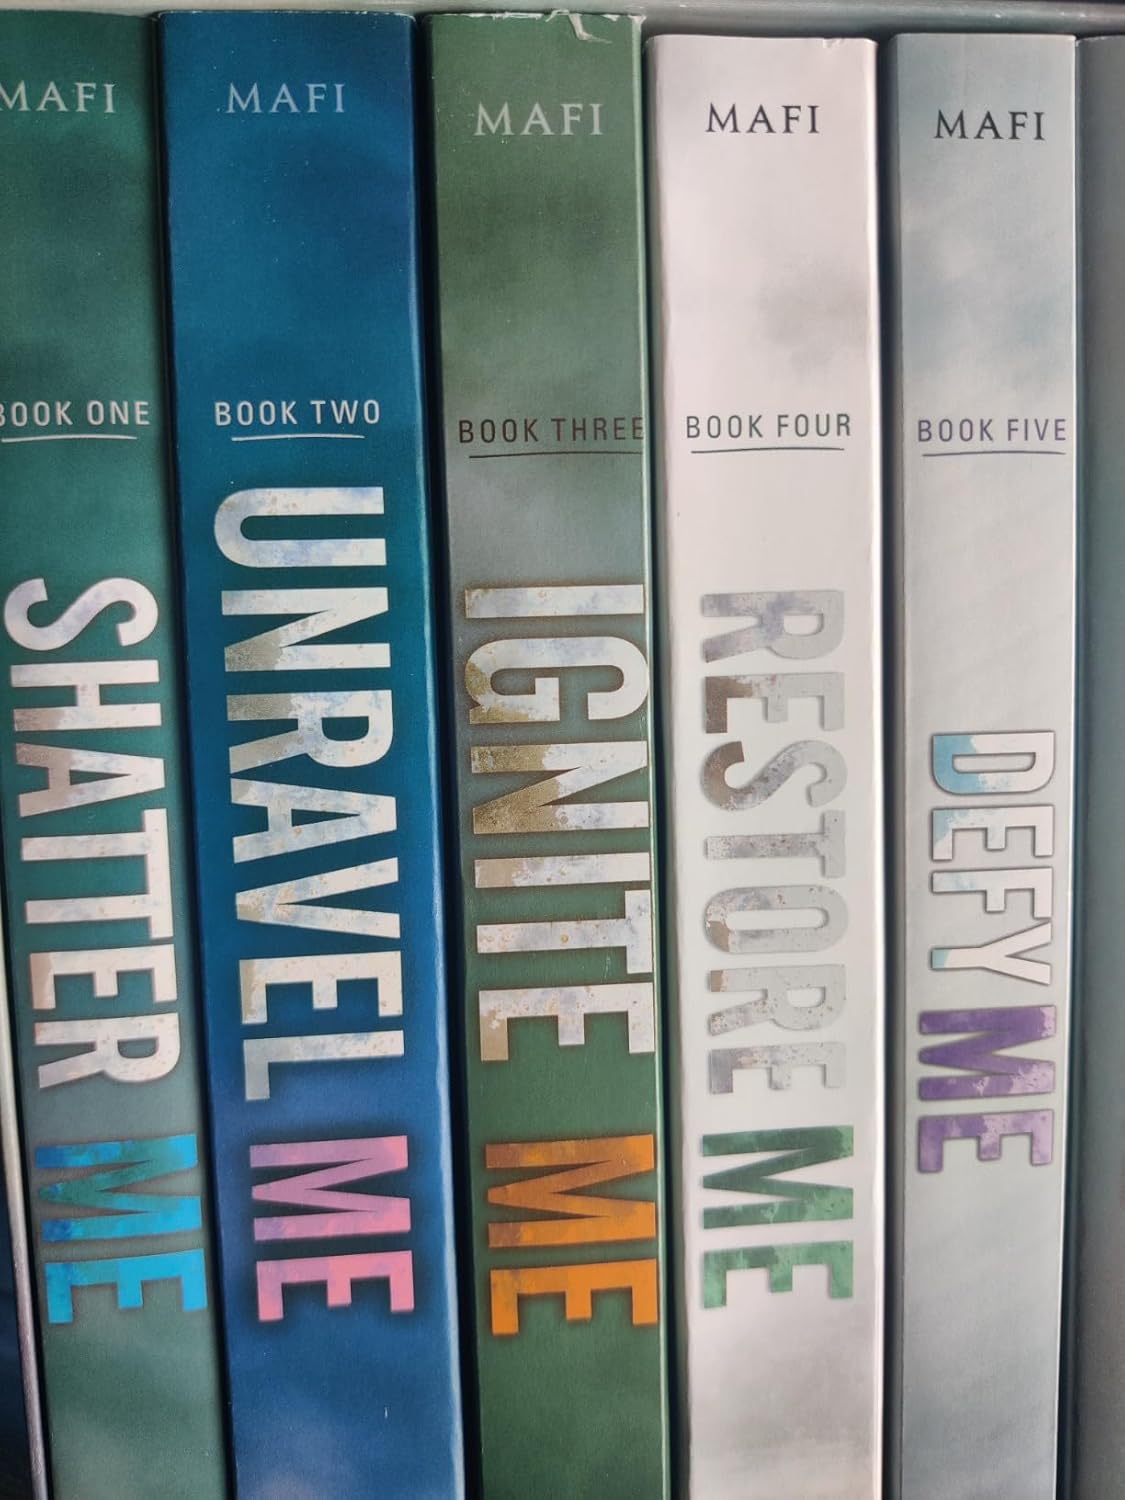 MAFI
BOOK ONE
SHATTER ME
MAFI
BOOK TWO
UNRAVEL ME
MAFI
BOOK THREE
IGNITE ME
MAFI
BOOK FOUR
RESTORE ME
MAFI
BOOK FIVE
DEFY ME